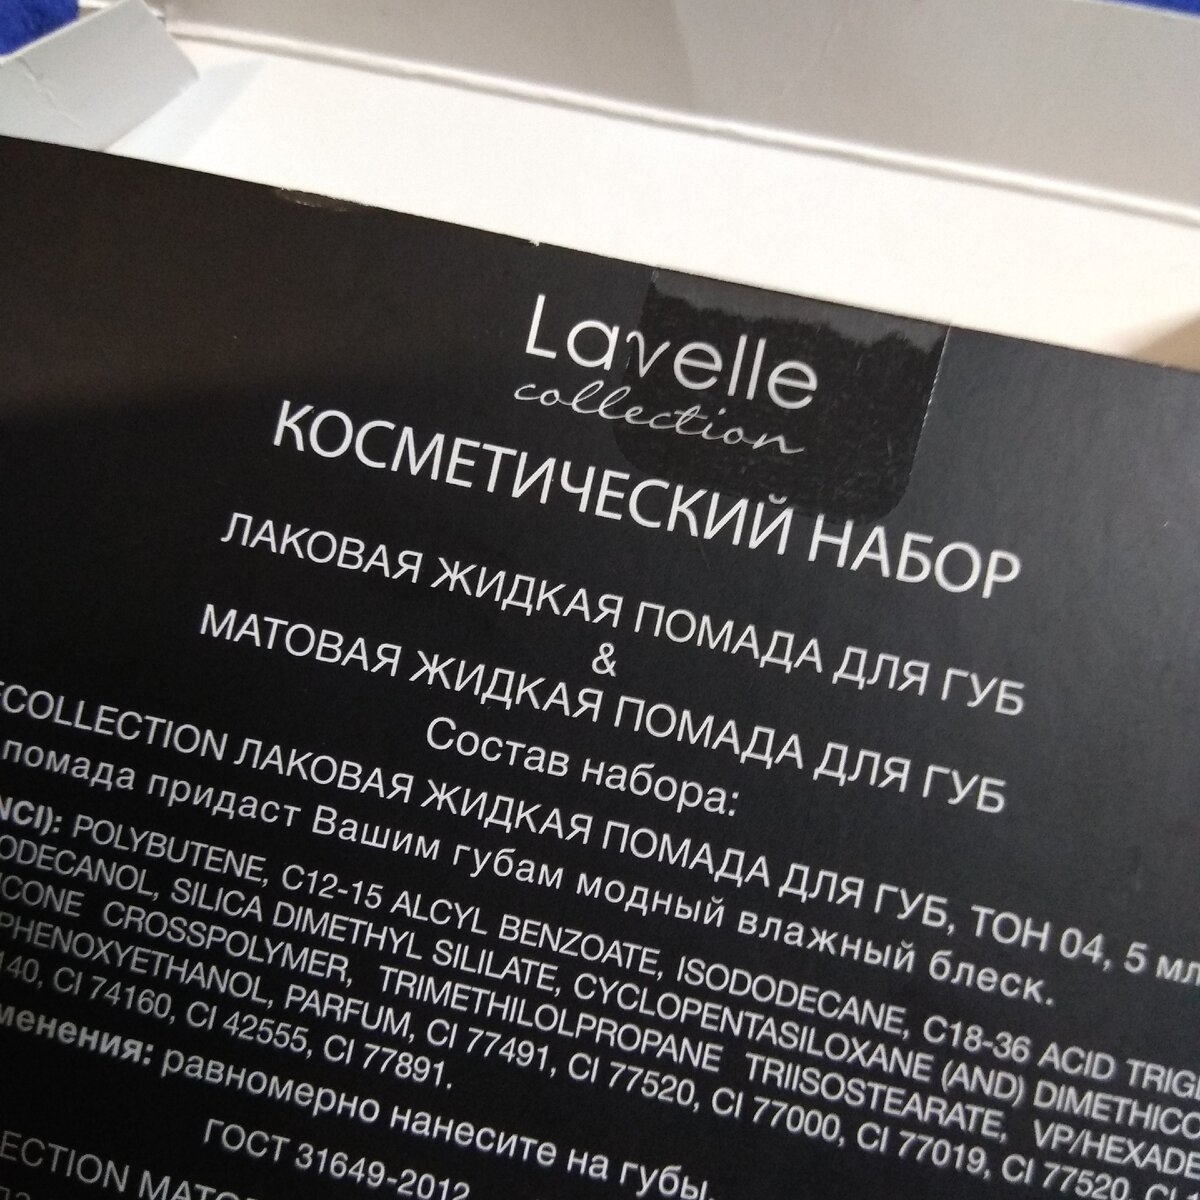 Lavelle
collection
КОСМЕТИЧЕСКИЙ НАБОР
ЛАКОВАЯ ЖИДКАЯ ПОМАДА ДЛЯ ГУБ
&
МАТОВАЯ ЖИДКАЯ ПОМАДА ДЛЯ ГУБ
Состав набора:
COLLECTION ЛАКОВАЯ ЖИДКАЯ ПОМАДА ДЛЯ ГУБ, ТОН 04, 5 мл
помада придаст Вашим губам модный влажный блеск.
NCI): POLYBUTENE, C12-15 ALCYL BENZOATE, ISODODECANE, C18-36 ACID TRIGL
ODECANOL, SILICA DIMETHYL SILILATE, CYCLOPENTASILOXANE (AND) DIMETHICO
ICONE CROSSPOLYMER, TRIMETHILOLPROPANE TRIISOSTEARATE, VP/HEXADE
PHENOXYETHANOL, PARFUM, CI 77491, CI 77520, CI 77000, CI 77019, CI 77520, CI
140, CI 74160, CI 42555, CI 77891.
менения: равномерно нанесите на губы.
ГОСТ 31649-2012
ECTION МАТО